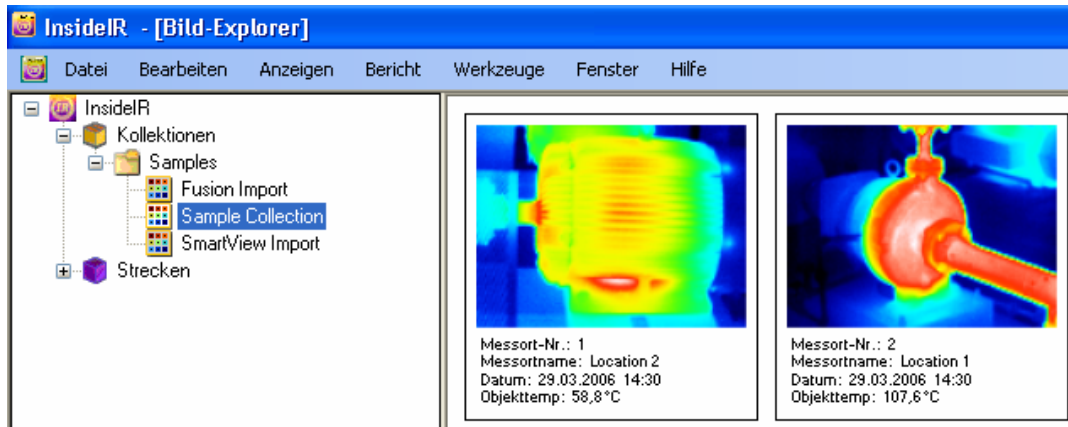 InsideIR - [Bild-Explorer]
Datei Bearbeiten Anzeigen Bericht Werkzeuge Fenster Hilfe
InsideIR
Kollektionen
Samples
Fusion Import
Sample Collection
SmartView Import
Strecken
Messort-Nr.: 1
Messortname: Location 2
Datum: 29.03.2006 14:30
Objekttemp: 58,8°C
Messort-Nr.: 2
Messortname: Location 1
Datum: 29.03.2006 14:30
Objekttemp: 107,6°C